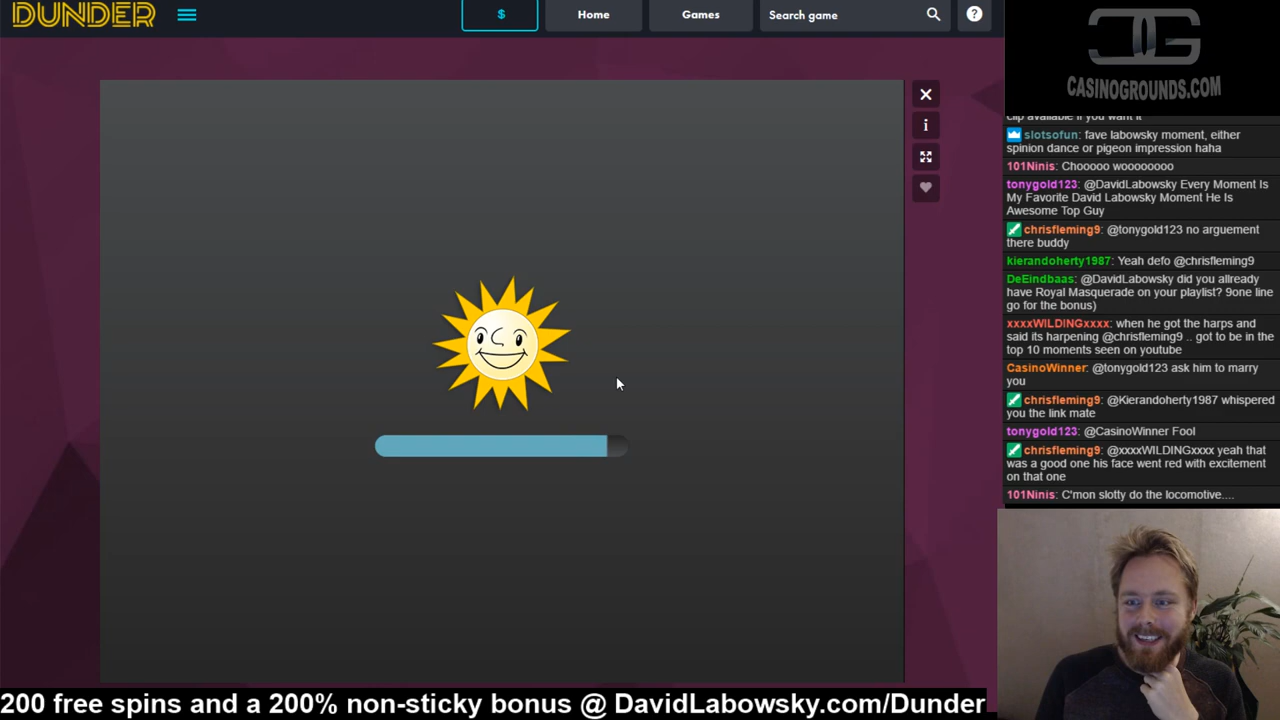 DUNDER
$
Home
Games
Search game
?
i
CG
CASINOGROUNDS.COM
clip available if you want it
slotsofun: fave labowsky moment, either
spinion dance or pigeon impression haha
101Ninis: Chooooo woooooooo
tonygold123: @DavidLabowsky Every Moment Is
My Favorite David Labowsky Moment He Is
Awesome Top Guy
chrisfleming9: @tonygold123 no arguement
there buddy
kierandoherty1987: Yeah defo @chrisfleming9
DeEindbaas: @DavidLabowsky did you allready
have Royal Masquerade on your playlist? 9one line
go for the bonus)
xxxxWILDINGxxxx: when he got the harps and
said its harpening @chrisfleming9 .. got to be in the
top 10 moments seen on youtube
CasinoWinner: @tonygold123 ask him to marry
you
chrisfleming9: @Kierandoherty1987 whispered
you the link mate
tonygold123: @CasinoWinner Fool
chrisfleming9: @xxxxWILDINGxxxx yeah that
was a good one his face went red with excitement
on that one
101Ninis: C'mon slotty do the locomotive....
200 free spins and a 200% non-sticky bonus @ DavidLabowsky.com/Dunder